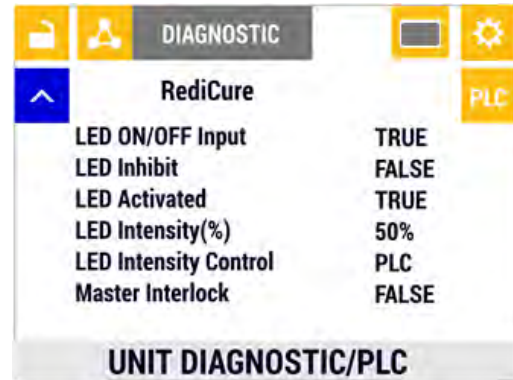 DIAGNOSTIC
RediCure
PLC
LED ON/OFF Input TRUE
LED Inhibit FALSE
LED Activated TRUE
LED Intensity(%) 50%
LED Intensity Control PLC
Master Interlock FALSE
UNIT DIAGNOSTIC/PLC